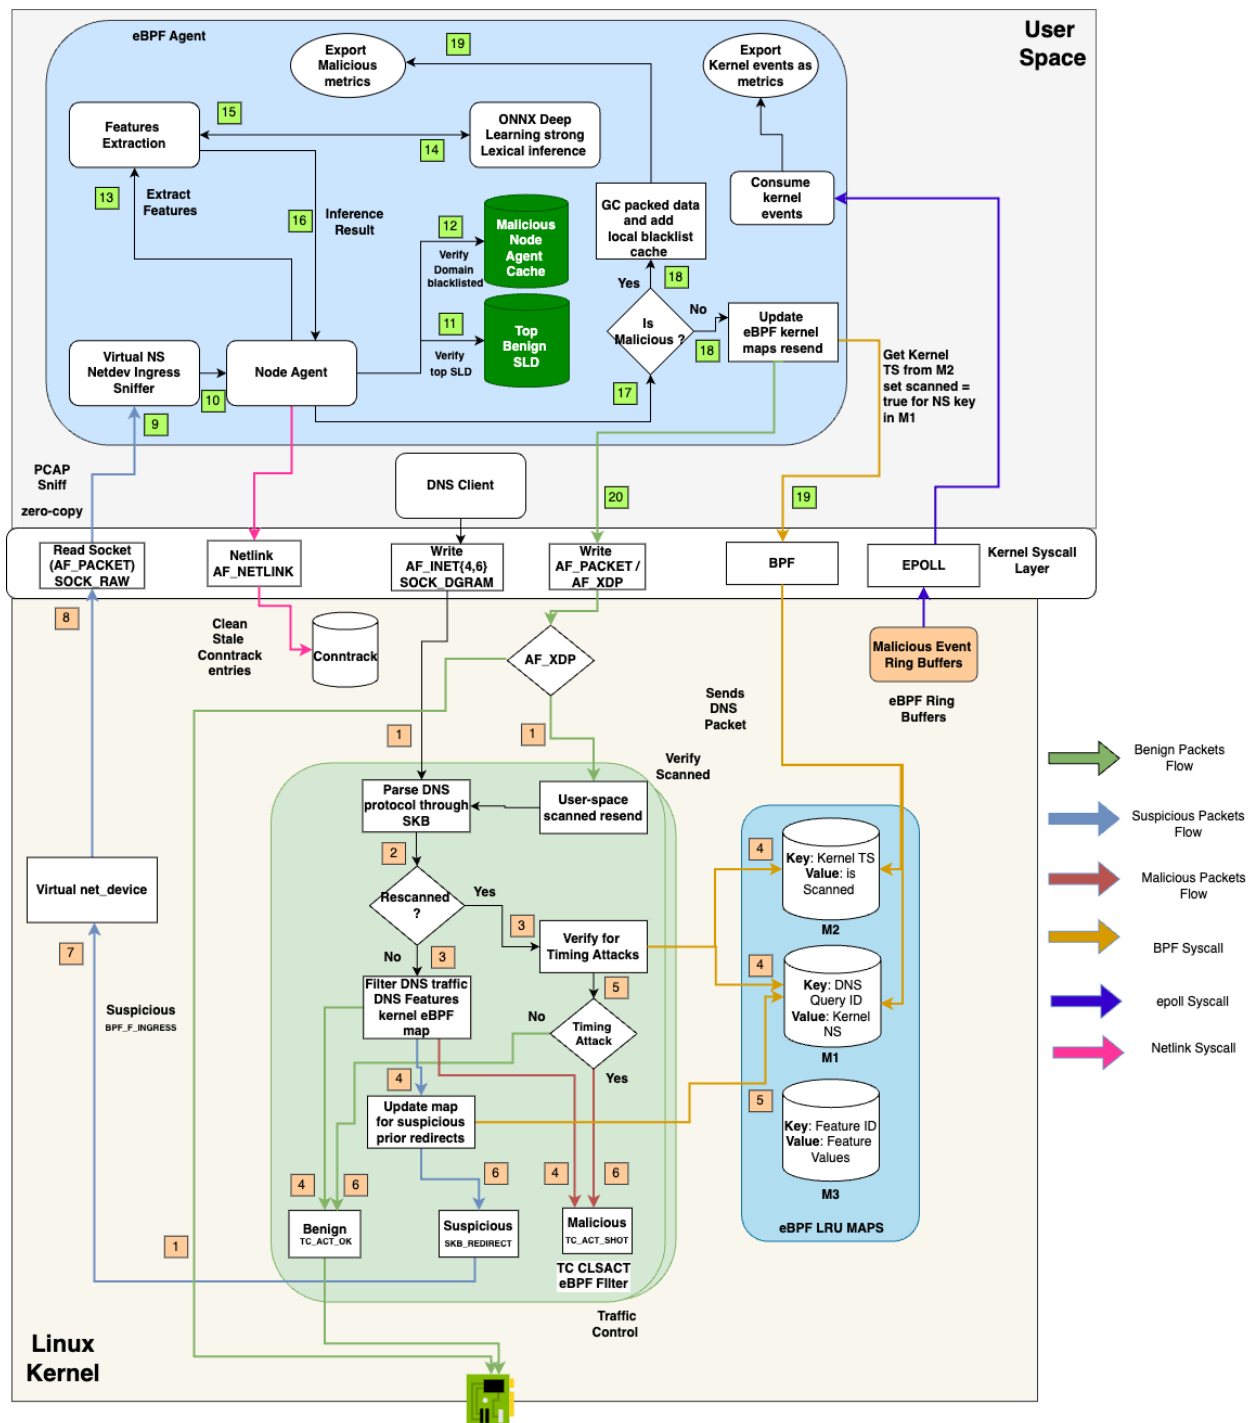 User
Space
eBPF Agent
Export
Malicious
metrics
19
Export
Kernel events as
metrics
15
Features
Extraction
ONNX Deep
Learning strong
Lexical inference
14
13
Extract
Features
16
Inference
Result
12
Verify
Domain
blacklisted
Malicious
Node
Agent
Cache
GC packed data
and add
local blacklist
cache
Consume
kernel
events
Yes
18
11
Verify
top SLD
Top
Benign
SLD
Is
Malicious ?
No
18
Update
eBPF kernel
maps resend
Virtual NS
Netdev Ingress
Sniffer
10
Node Agent
17
9
Get Kernel
TS from M2
set scanned =
true for NS key
in M1
PCAP
Sniff
zero-copy
DNS Client
20
19
Read Socket
(AF_PACKET)
SOCK_RAW
Netlink
AF_NETLINK
Write
AF_INET{4,6}
SOCK_DGRAM
Write
AF_PACKET /
AF_XDP
BPF
EPOLL
Kernel Syscall
Layer
8
Clean
Stale
Conntrack
entries
Conntrack
AF_XDP
Malicious Event
Ring Buffers
eBPF Ring
Buffers
Sends
DNS
Packet
1
1
Verify
Scanned
Parse DNS
protocol through
SKB
User-space
scanned resend
2
Rescanned
?
Yes
3
No
3
Verify for
Timing Attacks
4
Key: Kernel TS
Value: is
Scanned
M2
4
Key: DNS
Query ID
Value: Kernel
NS
M1
5
Key: Feature ID
Value: Feature
Values
M3
eBPF LRU MAPS
Virtual net_device
7
Suspicious
BPF_F_INGRESS
Filter DNS traffic
DNS Features
kernel eBPF
map
5
No
Timing
Attack
Yes
4
Update map
for suspicious
prior redirects
4
6
6
4
6
Benign
TC_ACT_OK
Suspicious
SKB_REDIRECT
Malicious
TC_ACT_SHOT
1
TC CLSACT
eBPF FIlter
Traffic
Control
Linux
Kernel
Benign Packets
Flow
Suspicious Packets
Flow
Malicious Packets
Flow
BPF Syscall
epoll Syscall
Netlink Syscall